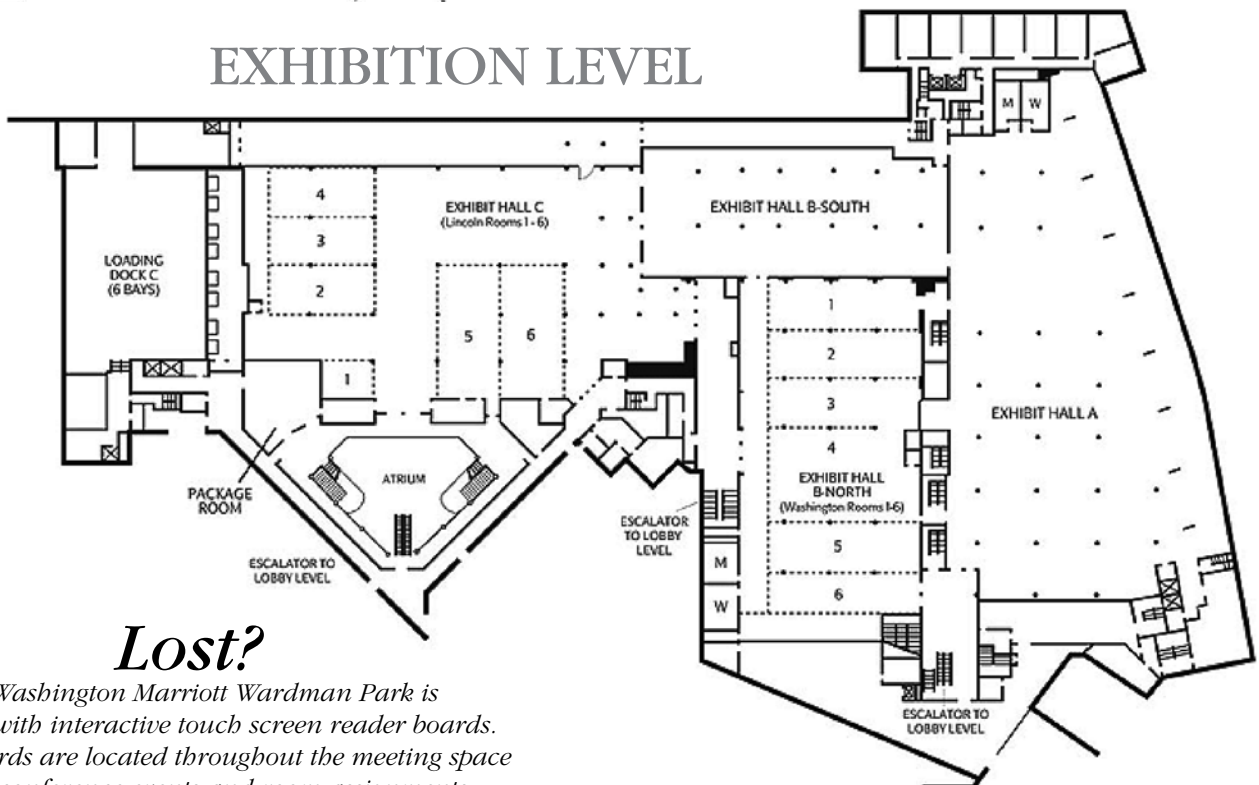 EXHIBITION LEVEL
M W
4
EXHIBIT HALL C
(Lincoln Rooms 1 - 6)
EXHIBIT HALL B-SOUTH
3
LOADING
DOCK C
(6 BAYS)
2
1
5
6
2
1
3
EXHIBIT HALL A
4
ATRIUM
EXHIBIT HALL
B-NORTH
(Washington Rooms 1-6)
PACKAGE
ROOM
ESCALATOR
TO LOBBY
LEVEL
5
M
ESCALATOR TO
LOBBY LEVEL
6
W
ESCALATOR TO
LOBBY LEVEL
Lost?
Washington Marriott Wardman Park is
with interactive touch screen reader boards.
rds are located throughout the meeting space